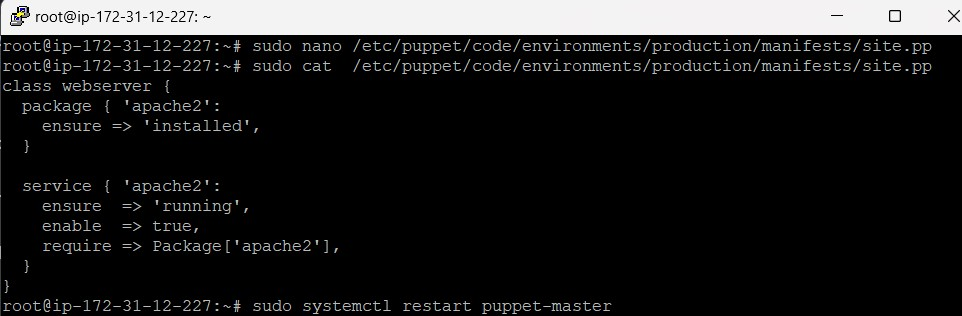 root@ip-172-31-12-227: ~
root@ip-172-31-12-227:~# sudo nano /etc/puppet/code/environments/production/manifests/site.pp
root@ip-172-31-12-227:~# sudo cat  /etc/puppet/code/environments/production/manifests/site.pp
class webserver {
  package { 'apache2':
    ensure => 'installed',
  }

  service { 'apache2':
    ensure  => 'running',
    enable  => true,
    require => Package['apache2'],
  }
}
root@ip-172-31-12-227:~# sudo systemctl restart puppet-master